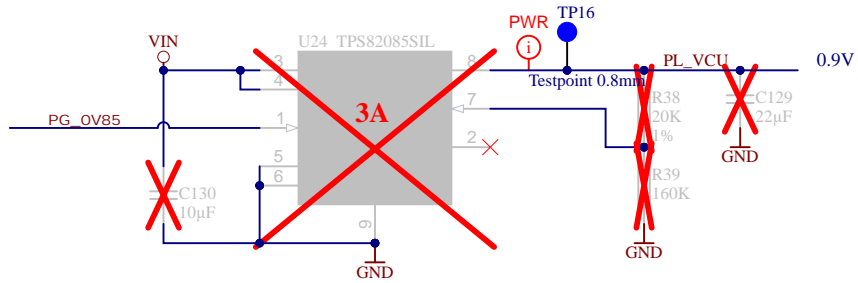 PWR
TP16
i
VIN
U24 TPS82085SIL
3
8
PL_VCU
0.9V
4
Testpoint 0.8mm
3A
7
R38
20K
1%
C129
22µF
PG_0V85
1
2
GND
5
6
R39
160K
C130
10µF
9
GND
GND